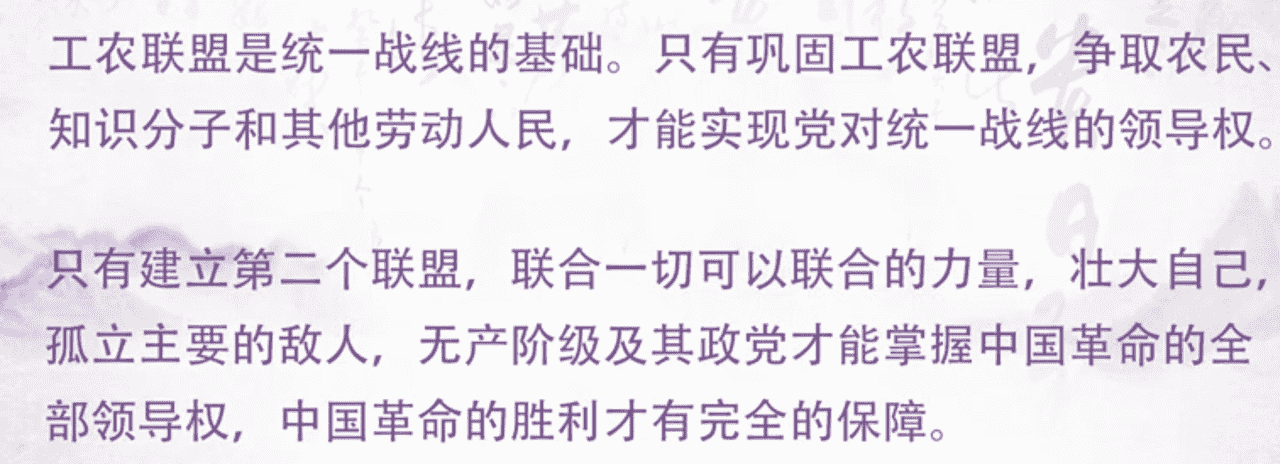 工农联盟是统一战线的基础。只有巩固工农联盟，争取农民、
知识分子和其他劳动人民，才能实现党对统一战线的领导权。
只有建立第二个联盟，联合一切可以联合的力量，壮大自己，
孤立主要的敌人，无产阶级及其政党才能掌握中国革命的全
部领导权，中国革命的胜利才有完全的保障。